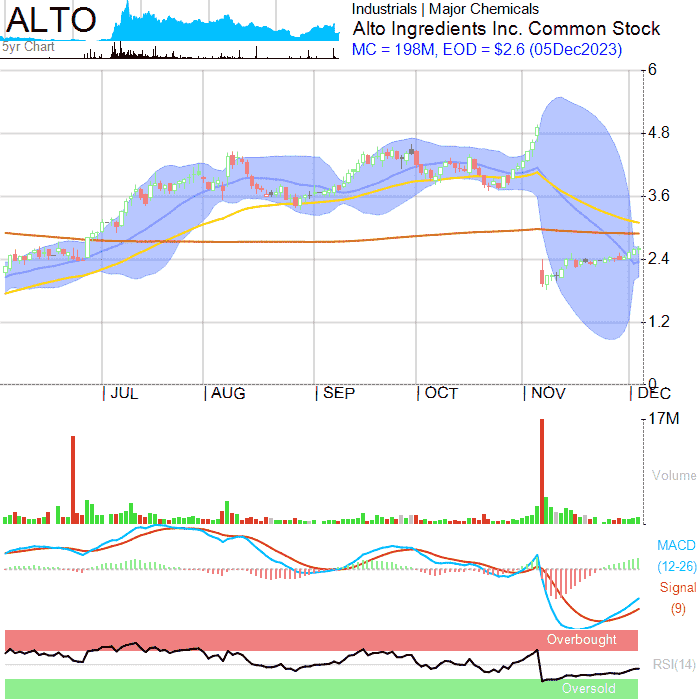 ALTO
5yr Chart
Industrials | Major Chemicals
Alto Ingredients Inc. Common Stock
MC = 198M, EOD = $2.6 (05Dec2023)
6
4.8
3.6
2.4
1.2
0
JUL AUG SEP OCT NOV DEC
17M
Volume
MACD
(12-26)
Signal
(9)
Overbought
RSI(14)
Oversold